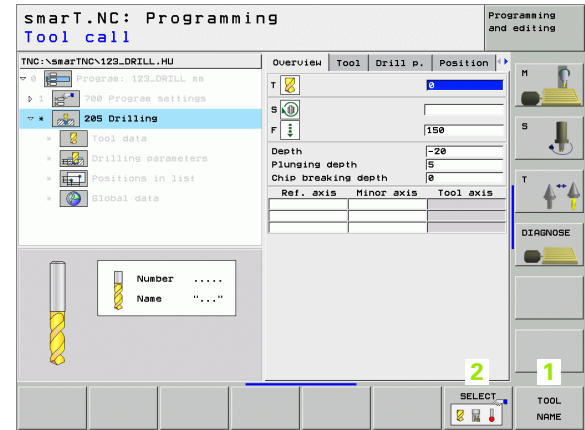 smarT.NC: Programming
Tool call
Programming
and editing
TNC:\smarTNC\123_DRILL.HU
0 Program: 123_DRILL mm
1 700 Program settings
* 205 Drilling
* Tool data
* Drilling parameters
* Positions in list
* Global data
Overview Tool Drill p. Position
T 0
S
F 150
Depth -20
Plunging depth 5
Chip breaking depth 0
Ref. axis Minor axis Tool axis
Number .....
Name "..."
M
S
T
DIAGNOSE
2 1
SELECT
TOOL
NAME